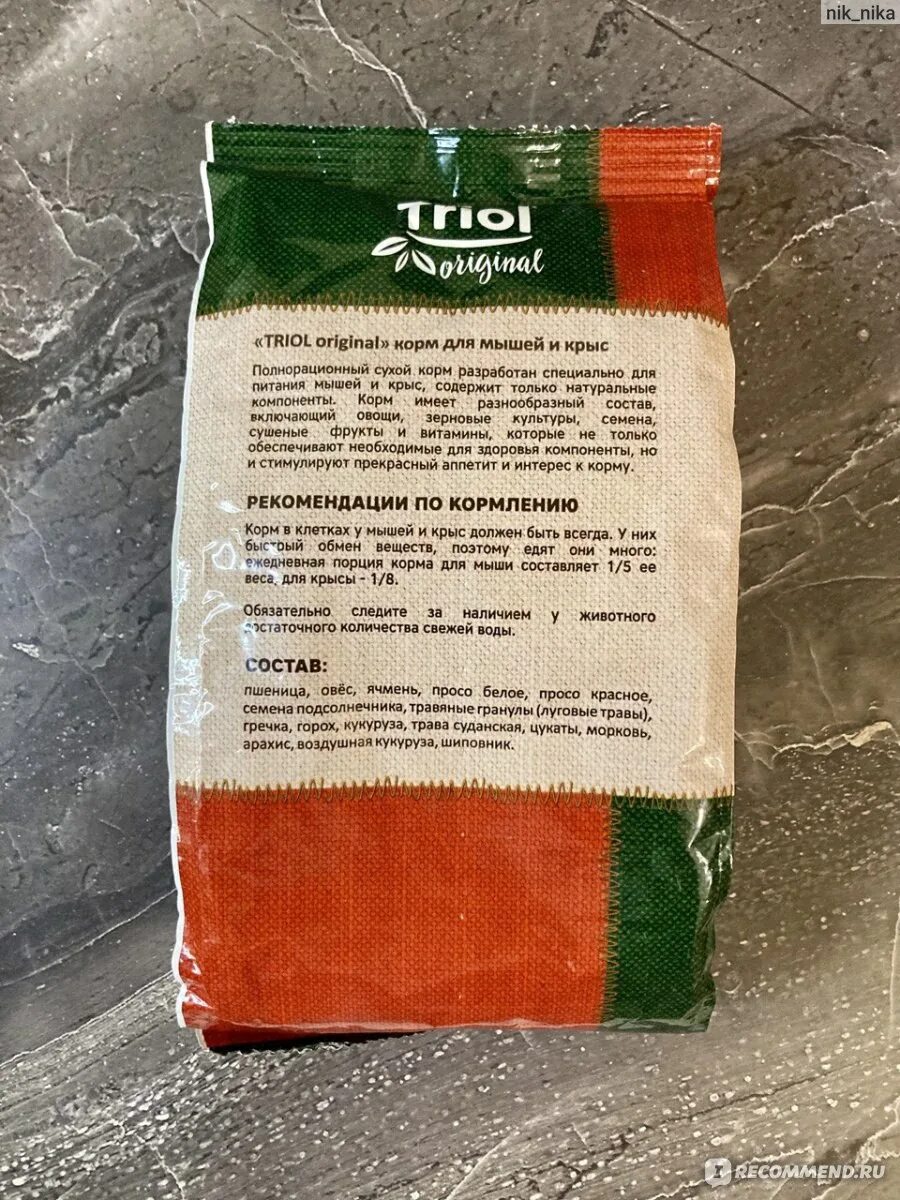 nik_nika
Triol
original
«TRIOL original» корм для мышей и крыс
Полнорационный сухой корм разработан специально для
питания мышей и крыс, содержит только натуральные
компоненты. Корм имеет разнообразный состав,
включающий овощи, зерновые культуры, семена,
сушеные фрукты и витамины, которые не только
обеспечивают необходимые для здоровья компоненты, но
и стимулируют прекрасный аппетит и интерес к корму.
РЕКОМЕНДАЦИИ ПО КОРМЛЕНИЮ
Корм в клетках у мышей и крыс должен быть всегда. У них
быстрый обмен веществ, поэтому едят они много:
ежедневная порция корма для мыши составляет 1/5 ее
веса, для крысы - 1/8.
Обязательно следите за наличием у животного
достаточного количества свежей воды.
СОСТАВ:
пшеница, овёс, ячмень, просо белое, просо красное,
семена подсолнечника, травяные гранулы (луговые травы),
гречка, горох, кукуруза, трава суданская, цукаты, морковь,
арахис, воздушная кукуруза, шиповник.
RECOMMEND.RU